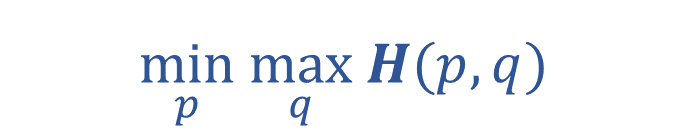 min max H(p, q)
p q